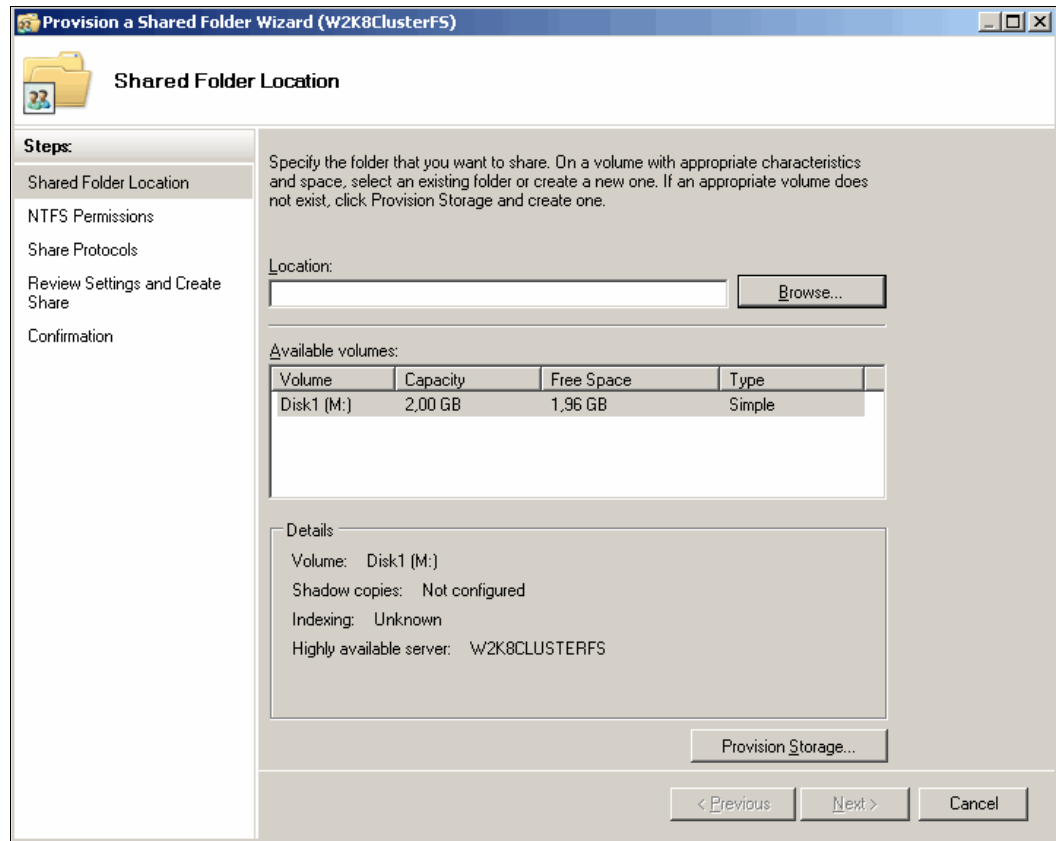 Provision a Shared Folder Wizard (W2K8ClusterFS)
Shared Folder Location
Steps:
Shared Folder Location
NTFS Permissions
Share Protocols
Review Settings and Create
Share
Confirmation
Specify the folder that you want to share. On a volume with appropriate characteristics
and space, select an existing folder or create a new one. If an appropriate volume does
not exist, click Provision Storage and create one.
Location:
Browse...
Available volumes:
Volume Capacity Free Space Type
Disk1 (M:) 2,00 GB 1,96 GB Simple
Details
Volume: Disk1 (M:)
Shadow copies: Not configured
Indexing: Unknown
Highly available server: W2K8CLUSTERFS
Provision Storage...
< Previous Next > Cancel